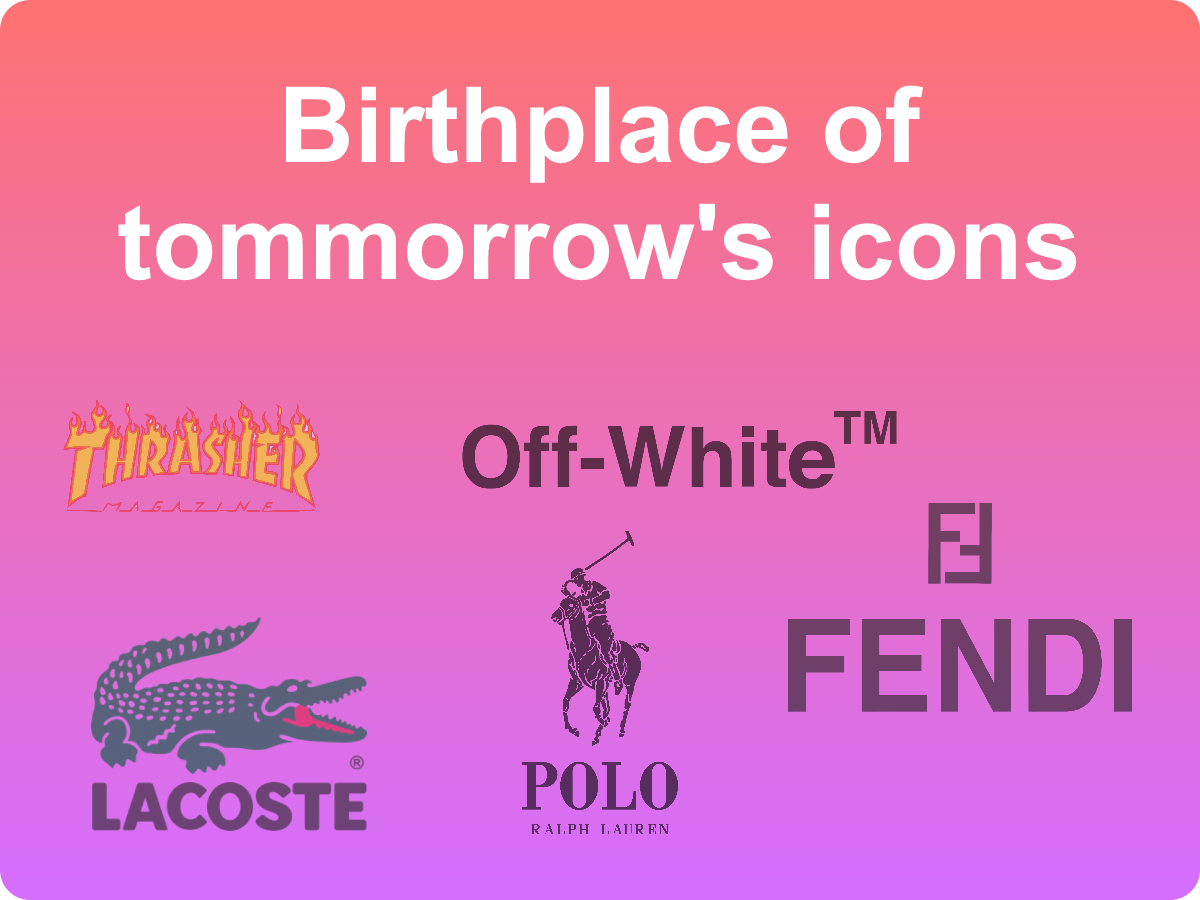 Birthplace of
tommorrow's icons
THRASHER
MAGAZINE
Off-White™
FENDI
LACOSTE
®
POLO
RALPH LAUREN